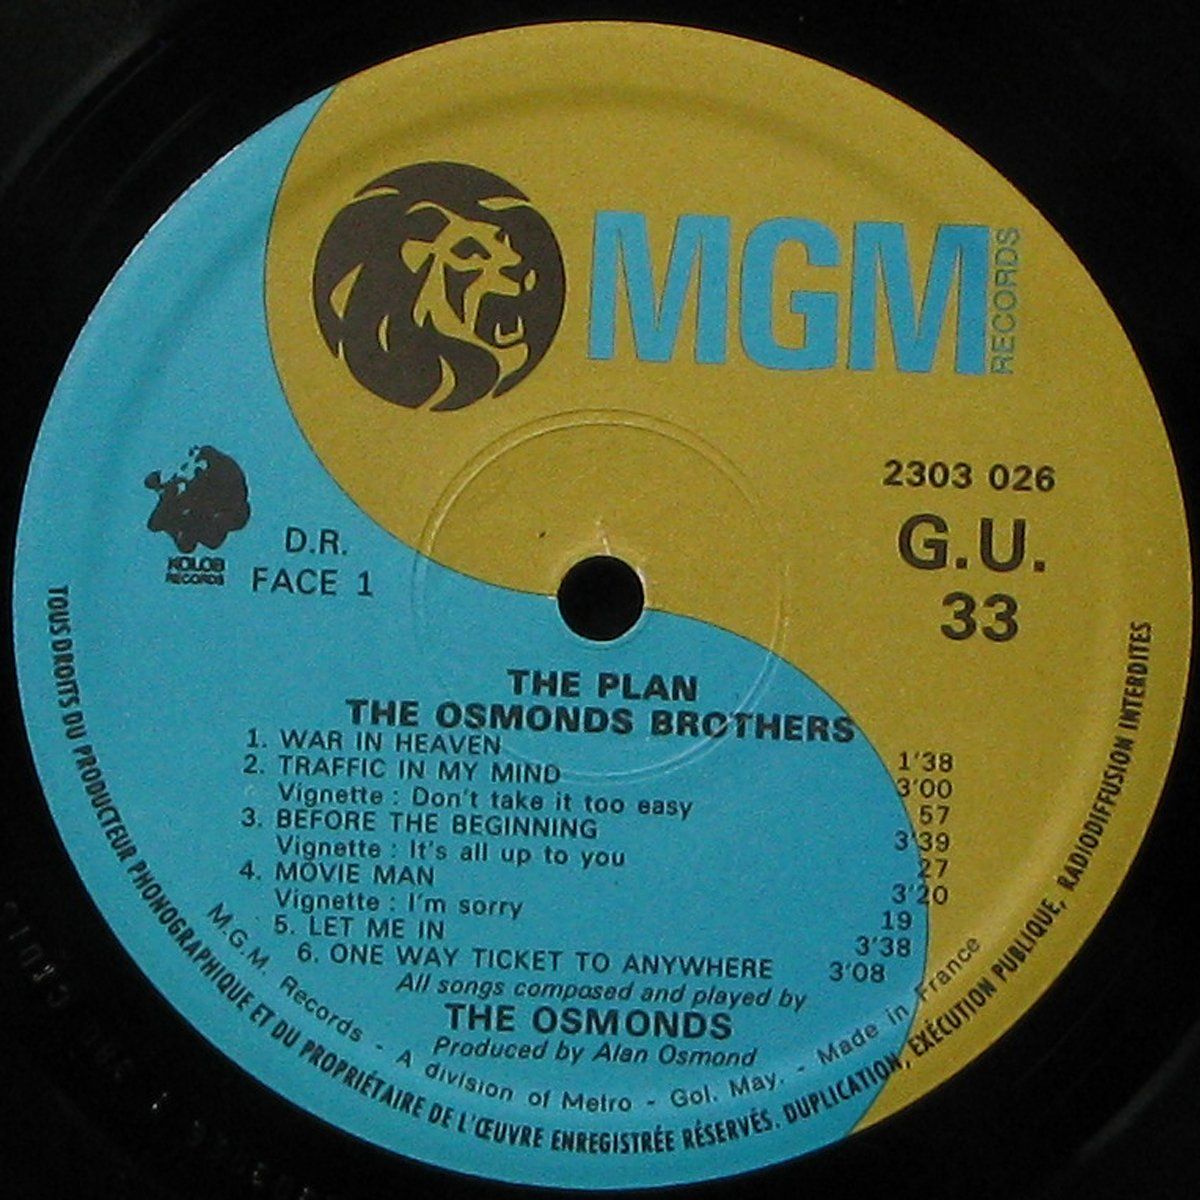 MGM
RECORDS
2303 026
G.U.
33
KOLOB
RECORDS
D.R.
FACE 1
THE PLAN
THE OSMONDS BROTHERS
1. WAR IN HEAVEN 1'38
2. TRAFFIC IN MY MIND 3'00
Vignette : Don't take it too easy 57
3. BEFORE THE BEGINNING 3'39
Vignette : It's all up to you 27
4. MOVIE MAN 3'20
Vignette : I'm sorry 19
5. LET ME IN 3'38
6. ONE WAY TICKET TO ANYWHERE 3'08
All songs composed and played by
THE OSMONDS
Produced by Alan Osmond
M.G.M. Records - A division of Metro - Gol. May. - Made in France
TOUS DROITS DU PRODUCTEUR PHONOGRAPHIQUE ET DU PROPRIÉTAIRE DE L'ŒUVRE ENREGISTRÉE RÉSERVÉS. DUPLICATION, EXÉCUTION PUBLIQUE, RADIODIFFUSION INTERDITES